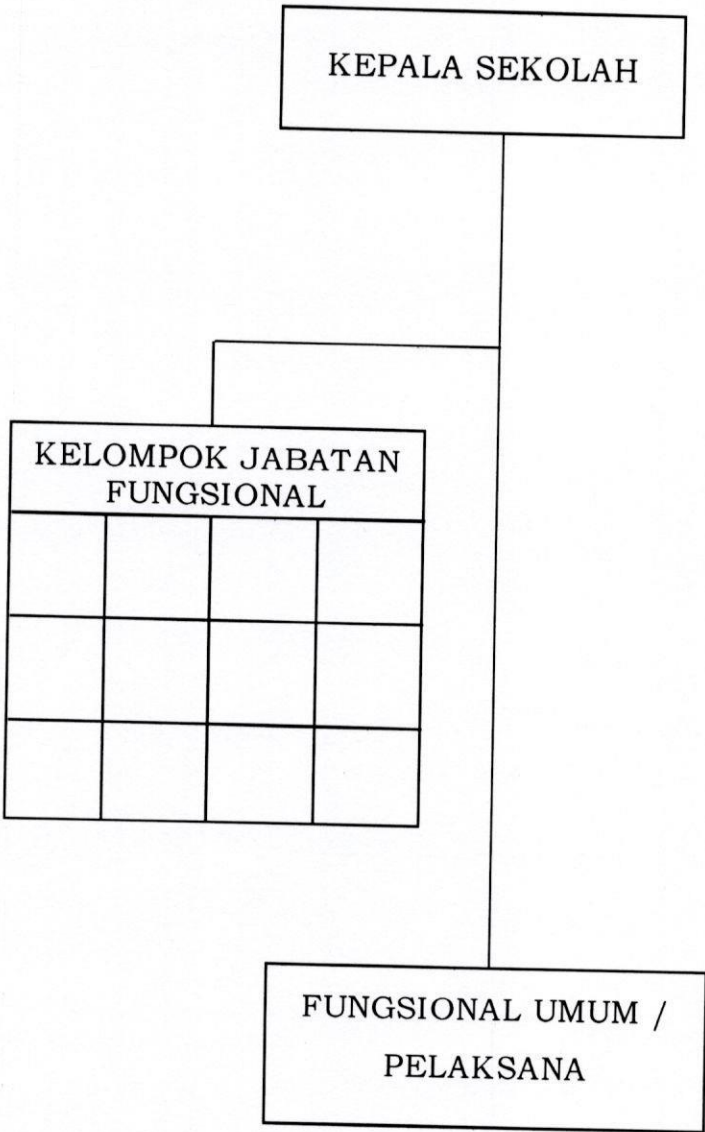 KEPALA SEKOLAH
KELOMPOK JABATAN
FUNGSIONAL
FUNGSIONAL UMUM /
PELAKSANA